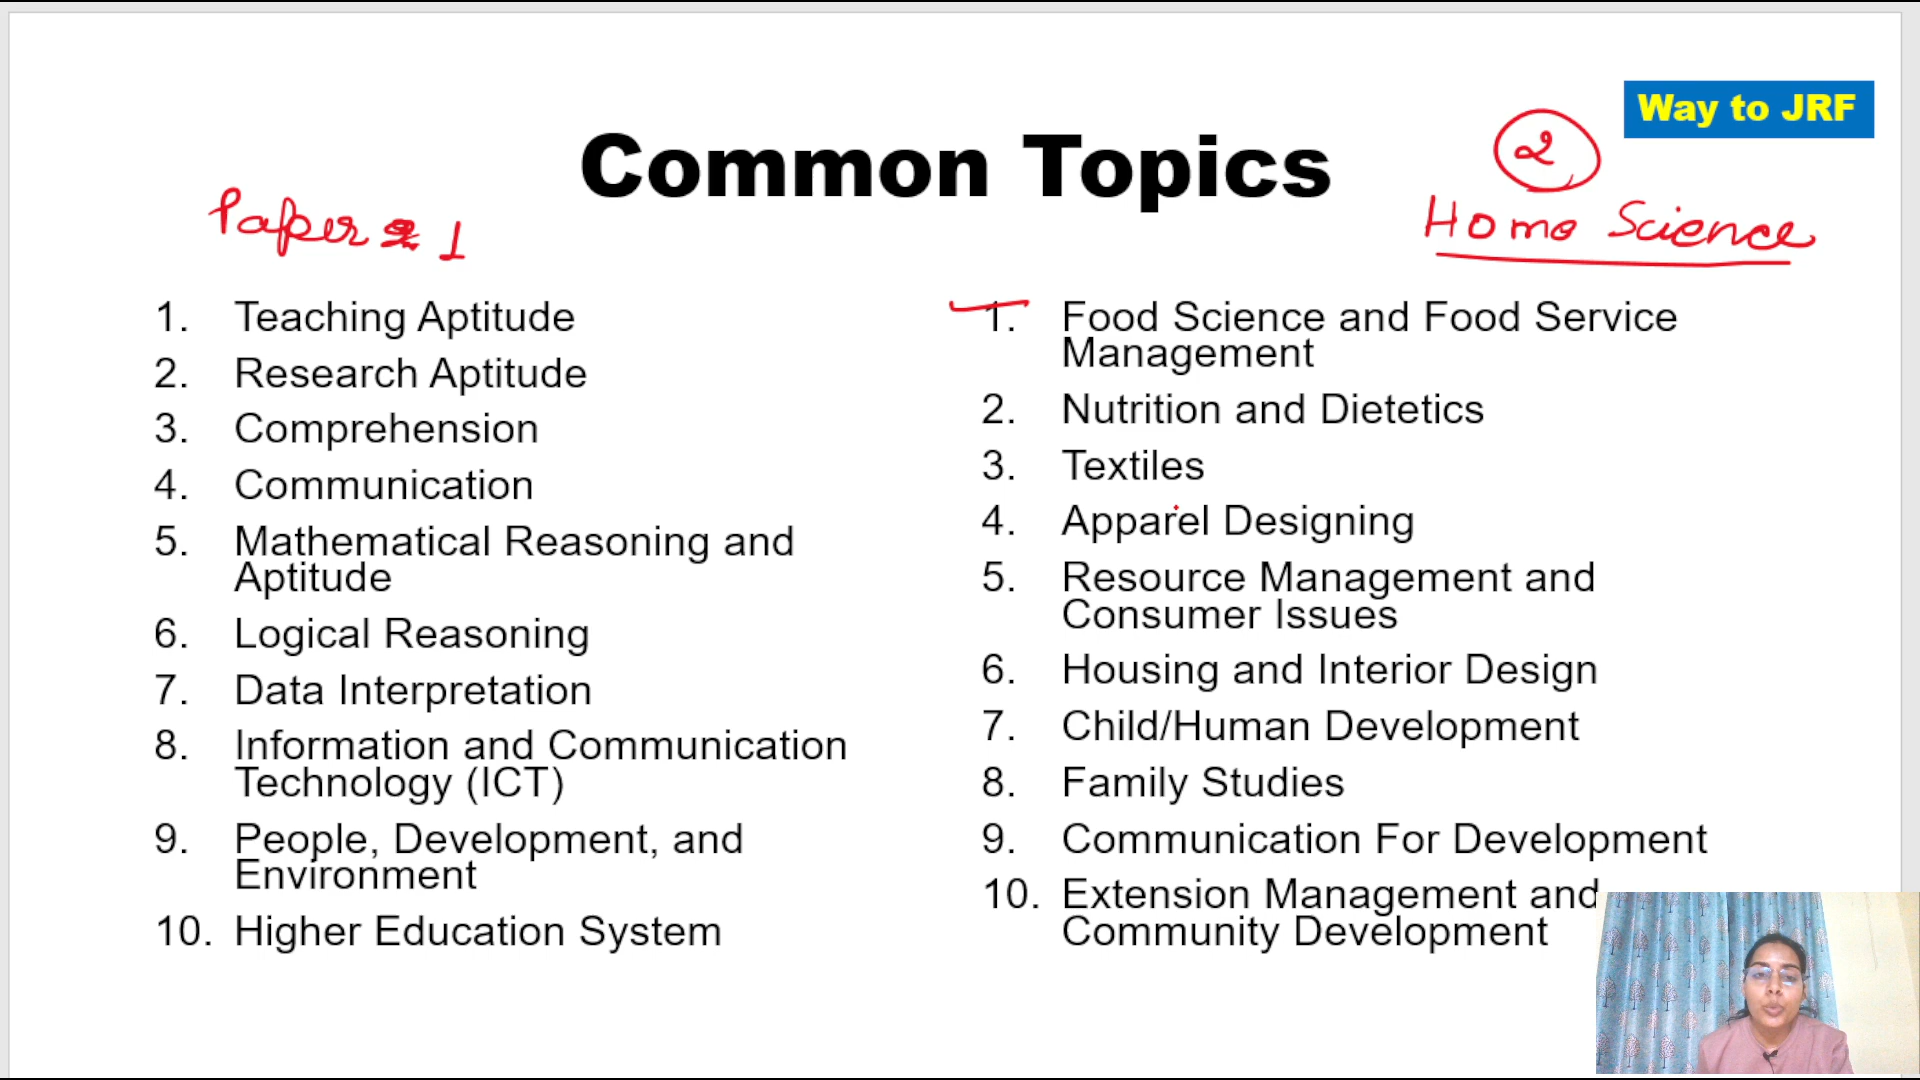 Way to JRF
Common Topics
2
Paper 1
Home Science
1. Teaching Aptitude
2. Research Aptitude
3. Comprehension
4. Communication
5. Mathematical Reasoning and
Aptitude
6. Logical Reasoning
7. Data Interpretation
8. Information and Communication
Technology (ICT)
9. People, Development, and
Environment
10. Higher Education System
1. Food Science and Food Service
Management
2. Nutrition and Dietetics
3. Textiles
4. Apparel Designing
5. Resource Management and
Consumer Issues
6. Housing and Interior Design
7. Child/Human Development
8. Family Studies
9. Communication For Development
10. Extension Management and
Community Development